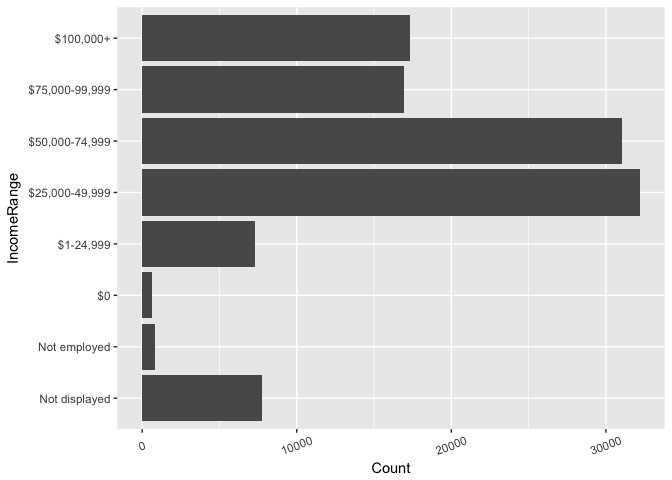 $100,000+
$75,000-99,999
$50,000-74,999
$25,000-49,999
$1-24,999
$0
Not employed
Not displayed
IncomeRange
0
10000
20000
30000
Count